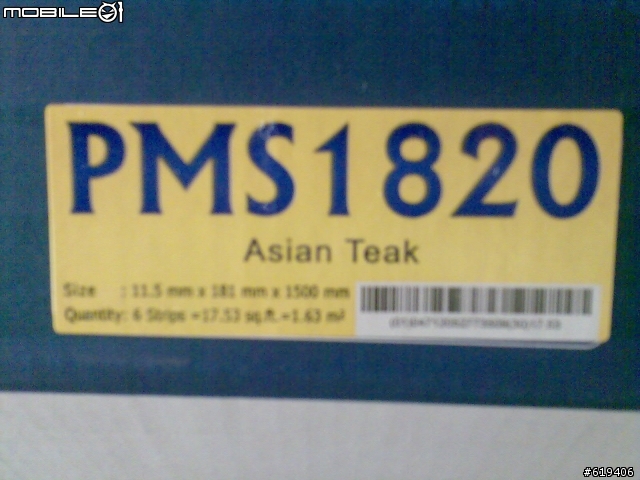 MOBILE01
PMS1820
Asian Teak
Size : 11.5 mm x 181 mm x 1500 mm
Quantity: 6 Strips =17.53 sq.ft.=1.63 m²
#619406